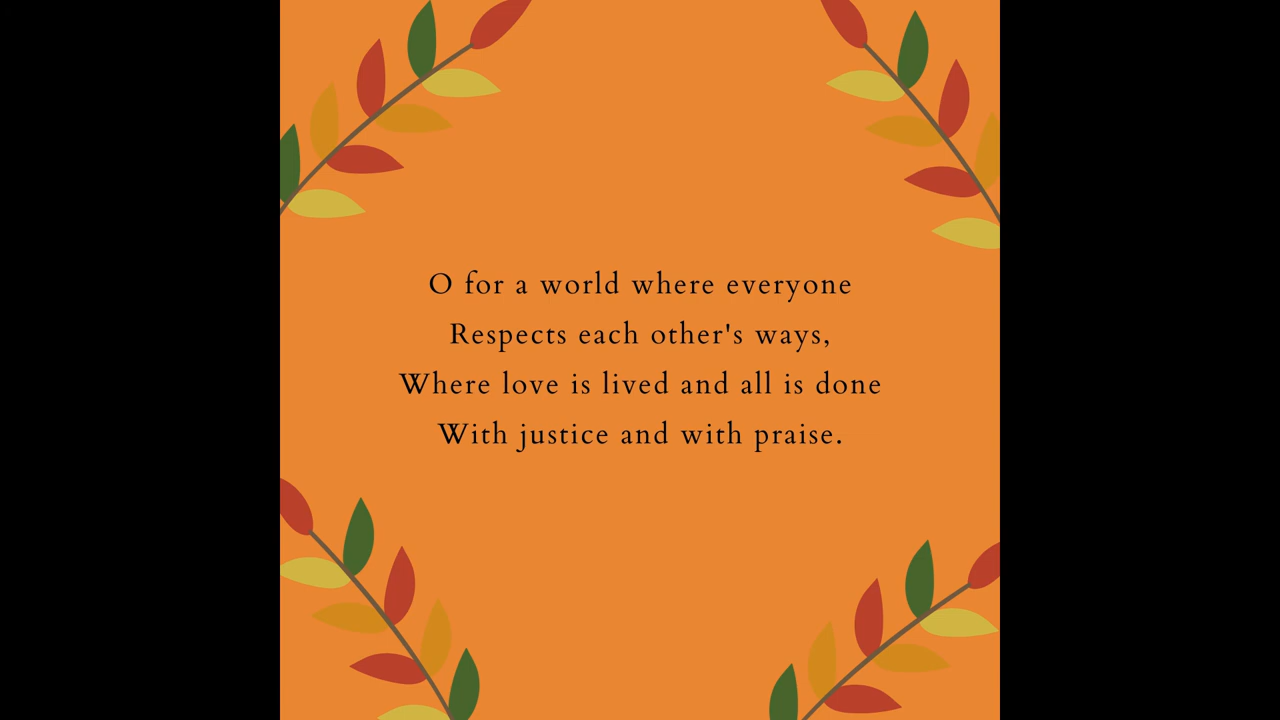 O for a world where everyone
Respects each other's ways,
Where love is lived and all is done
With justice and with praise.